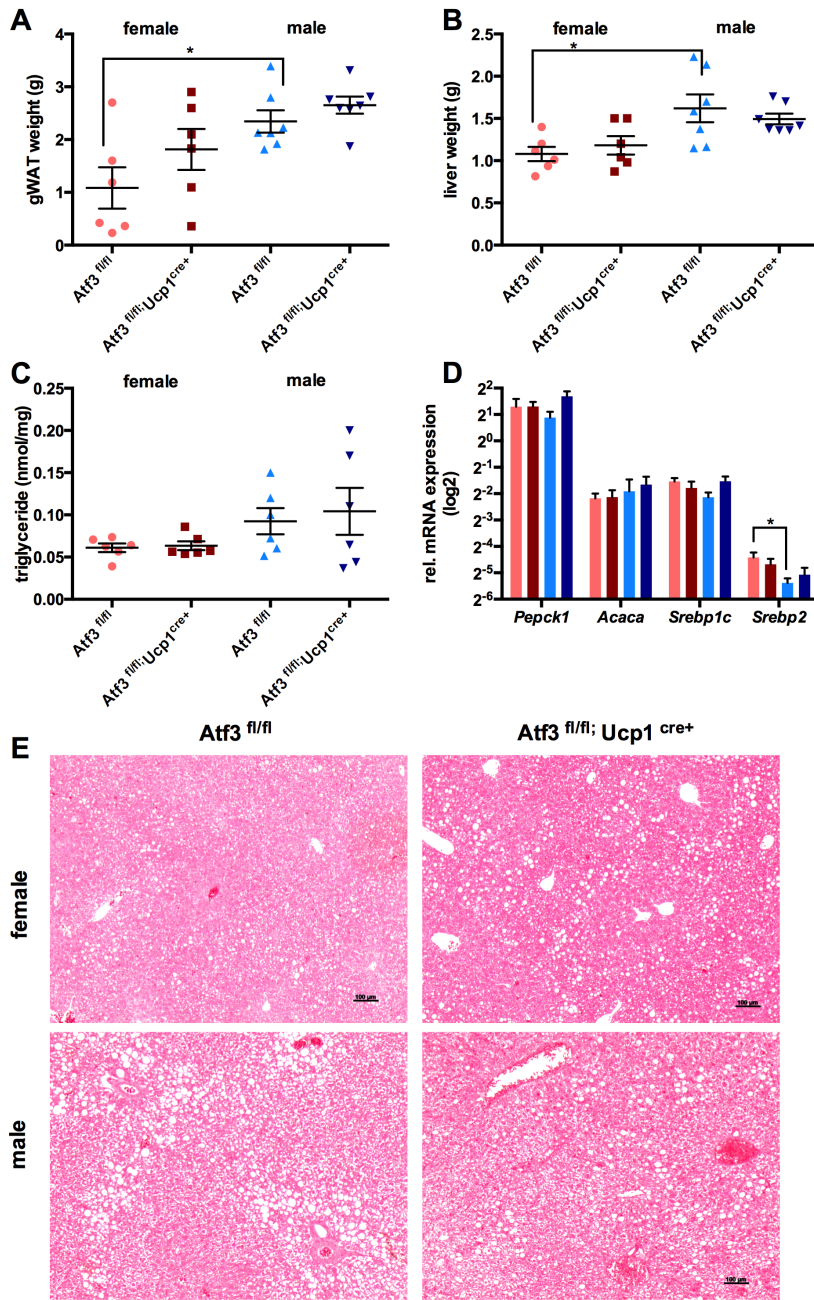 A
female
male
*
gWAT weight (g)
4
3
2
1
0
Atf3 fl/fl
Atf3 fl/fl;Ucp1cre+
Atf3 fl/fl
Atf3 fl/fl;Ucp1cre+
B
female
male
*
liver weight (g)
2.5
2.0
1.5
1.0
0.5
0.0
Atf3 fl/fl
Atf3 fl/fl;Ucp1cre+
Atf3 fl/fl
Atf3 fl/fl;Ucp1cre+
C
female
male
triglyceride (nmol/mg)
0.25
0.20
0.15
0.10
0.05
0.00
Atf3 fl/fl
Atf3 fl/fl;Ucp1cre+
Atf3 fl/fl
Atf3 fl/fl;Ucp1cre+
D
rel. mRNA expression
(log2)
2^2
2^1
2^0
2^-1
2^-2
2^-3
2^-4
2^-5
2^-6
*
Pepck1 Acaca Srebp1c Srebp2
E
Atf3 fl/fl
Atf3 fl/fl; Ucp1 cre+
female
100 µm
100 µm
male
100 µm
100 µm